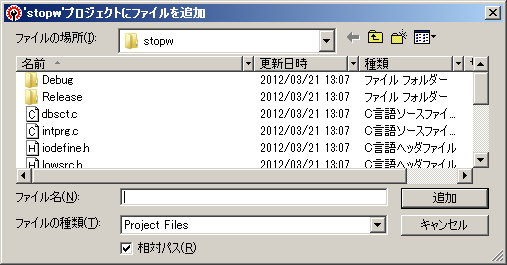 'stopw'プロジェクトにファイルを追加
ファイルの場所(I): stopw
名前 更新日時 種類
Debug 2012/03/21 13:07 ファイル フォルダー
Release 2012/03/21 13:07 ファイル フォルダー
dbsct.c 2012/03/21 13:07 C言語ソースファイ...
intprg.c 2012/03/21 13:07 C言語ソースファイ...
iodefine.h 2012/03/21 13:07 C言語ヘッダファイル
lowsrc.h 2012/03/21 13:07 C言語ヘッダファイル
ファイル名(N): 追加
ファイルの種類(T): Project Files キャンセル
相対パス(R)